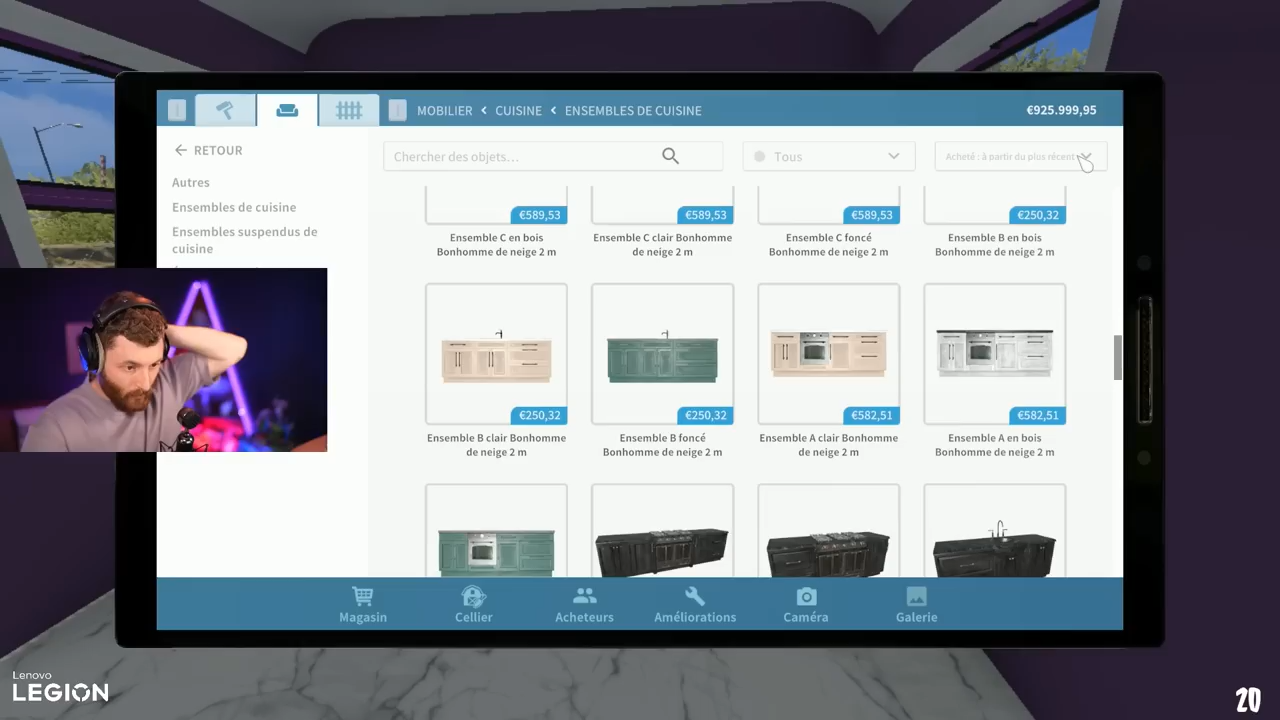 MOBILIER < CUISINE < ENSEMBLES DE CUISINE
€925.999,95
RETOUR
Chercher des objets...
Tous
Acheté : à partir du plus récent
Autres
Ensembles de cuisine
Ensembles suspendus de
cuisine
€589,53
€589,53
€589,53
€250,32
Ensemble C en bois
Bonhomme de neige 2 m
Ensemble C clair Bonhomme
de neige 2 m
Ensemble C foncé
Bonhomme de neige 2 m
Ensemble B en bois
Bonhomme de neige 2 m
€250,32
€250,32
€582,51
€582,51
Ensemble B clair Bonhomme
de neige 2 m
Ensemble B foncé
Bonhomme de neige 2 m
Ensemble A clair Bonhomme
de neige 2 m
Ensemble A en bois
Bonhomme de neige 2 m
Magasin
Cellier
Acheteurs
Améliorations
Caméra
Galerie
Lenovo
LEGION
20